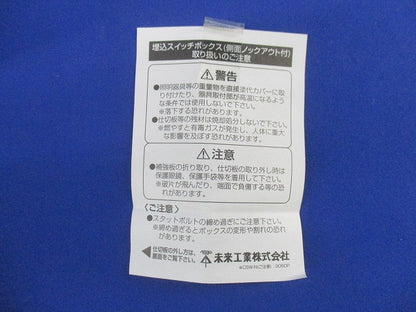 埋込スイッチボックス(側面ノックアウト付)
取り扱いのご注意
⚠警告
●照明器具等の重量物を直接塗代カバーに取
り付けたり、器具取付部が高温になるよう
な条件では使用しないで下さい。
※落下する恐れがあります。
●仕切板等の残材は焼却処分しないで下さい。
※燃やすと有毒ガスが発生し、人体に重大
な影響を及ぼす恐れがあります。
⚠注意
●補強板の折り取り、仕切板の取り外し時は
保護眼鏡、保護手袋等を着用して下さい。
※破片が飛んだり、端面で負傷する等の恐
れがあります。
〈ご注意〉
●スタットボルトの締め過ぎにご注意下さい。
※締め過ぎるとボックスの変形や割れの恐れ
があります。
◀仕切板の外し方は、
裏面をご覧下さい。
未来工業株式会社